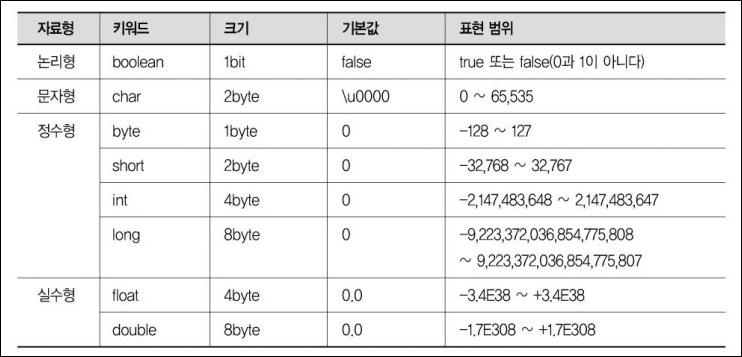 자료형 키워드 크기 기본값 표현 범위
논리형 boolean 1bit false true 또는 false(0과 1이 아니다)
문자형 char 2byte \u0000 0 ~ 65,535
정수형 byte 1byte 0 -128 ~ 127
short 2byte 0 -32,768 ~ 32,767
int 4byte 0 -2,147,483,648 ~ 2,147,483,647
long 8byte 0 -9,223,372,036,854,775,808
~ 9,223,372,036,854,775,807
실수형 float 4byte 0.0 -3.4E38 ~ +3.4E38
double 8byte 0.0 -1.7E308 ~ +1.7E308